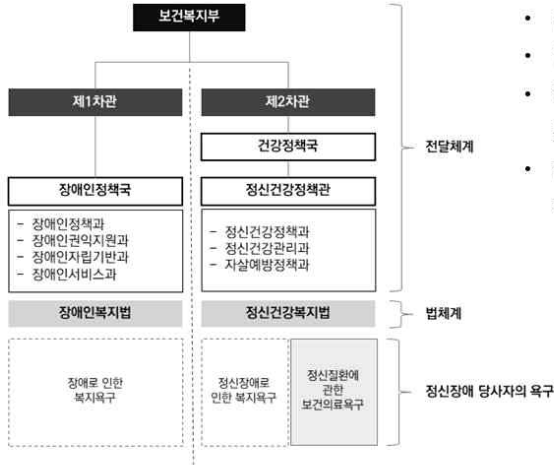 보건복지부
제1차관
제2차관
건강정책국
전달체계
장애인정책국
정신건강정책관
- 장애인정책과
- 장애인권익지원과
- 장애인자립기반과
- 장애인서비스과
- 정신건강정책과
- 정신건강관리과
- 자살예방정책과
장애인복지법
정신건강복지법
법체계
장애로 인한
복지욕구
정신장애로
인한 복지욕구
정신질환에
관한
보건의료욕구
정신장애 당사자의 욕구